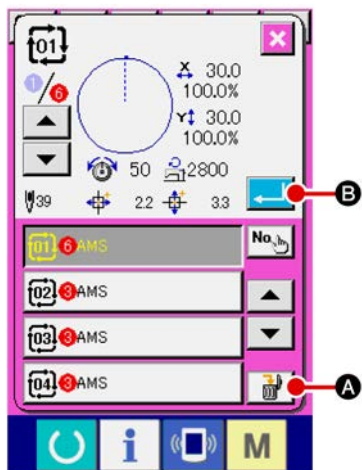 01
X 30.0
100.0%
1/6
Y 30.0
100.0%
50 2800
39 2.2 3.3
B
01 6 AMS
No.
02 3 AMS
03 3 AMS
04 3 AMS
A
i M